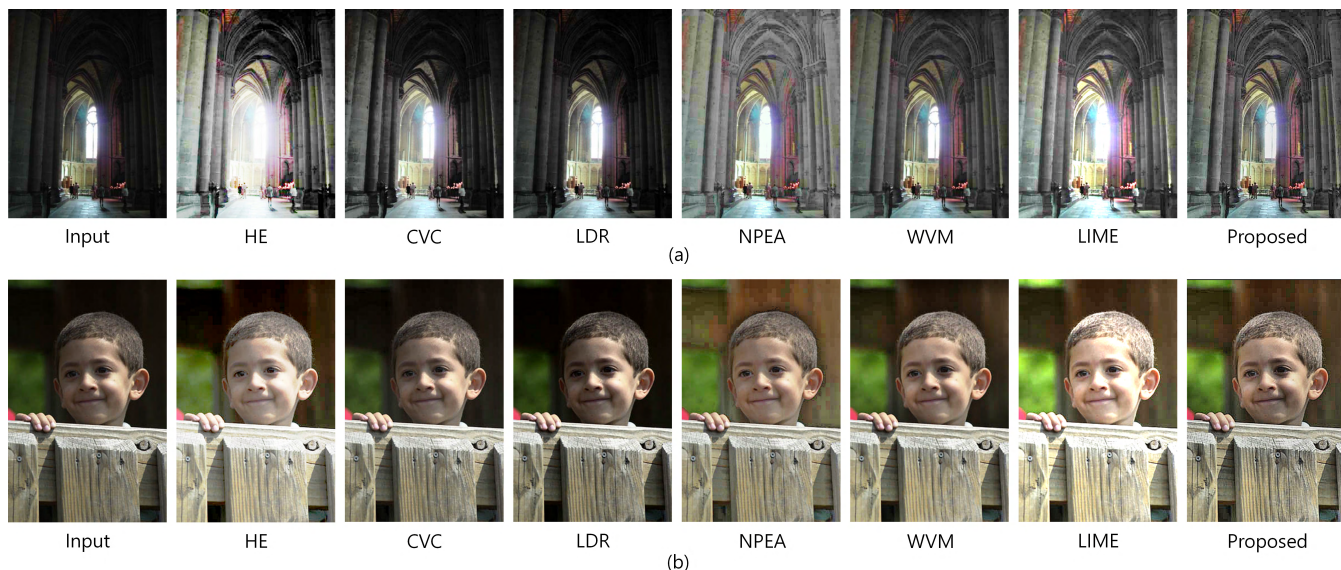 Input HE CVC LDR NPEA WVM LIME Proposed
(a)
Input HE CVC LDR NPEA WVM LIME Proposed
(b)